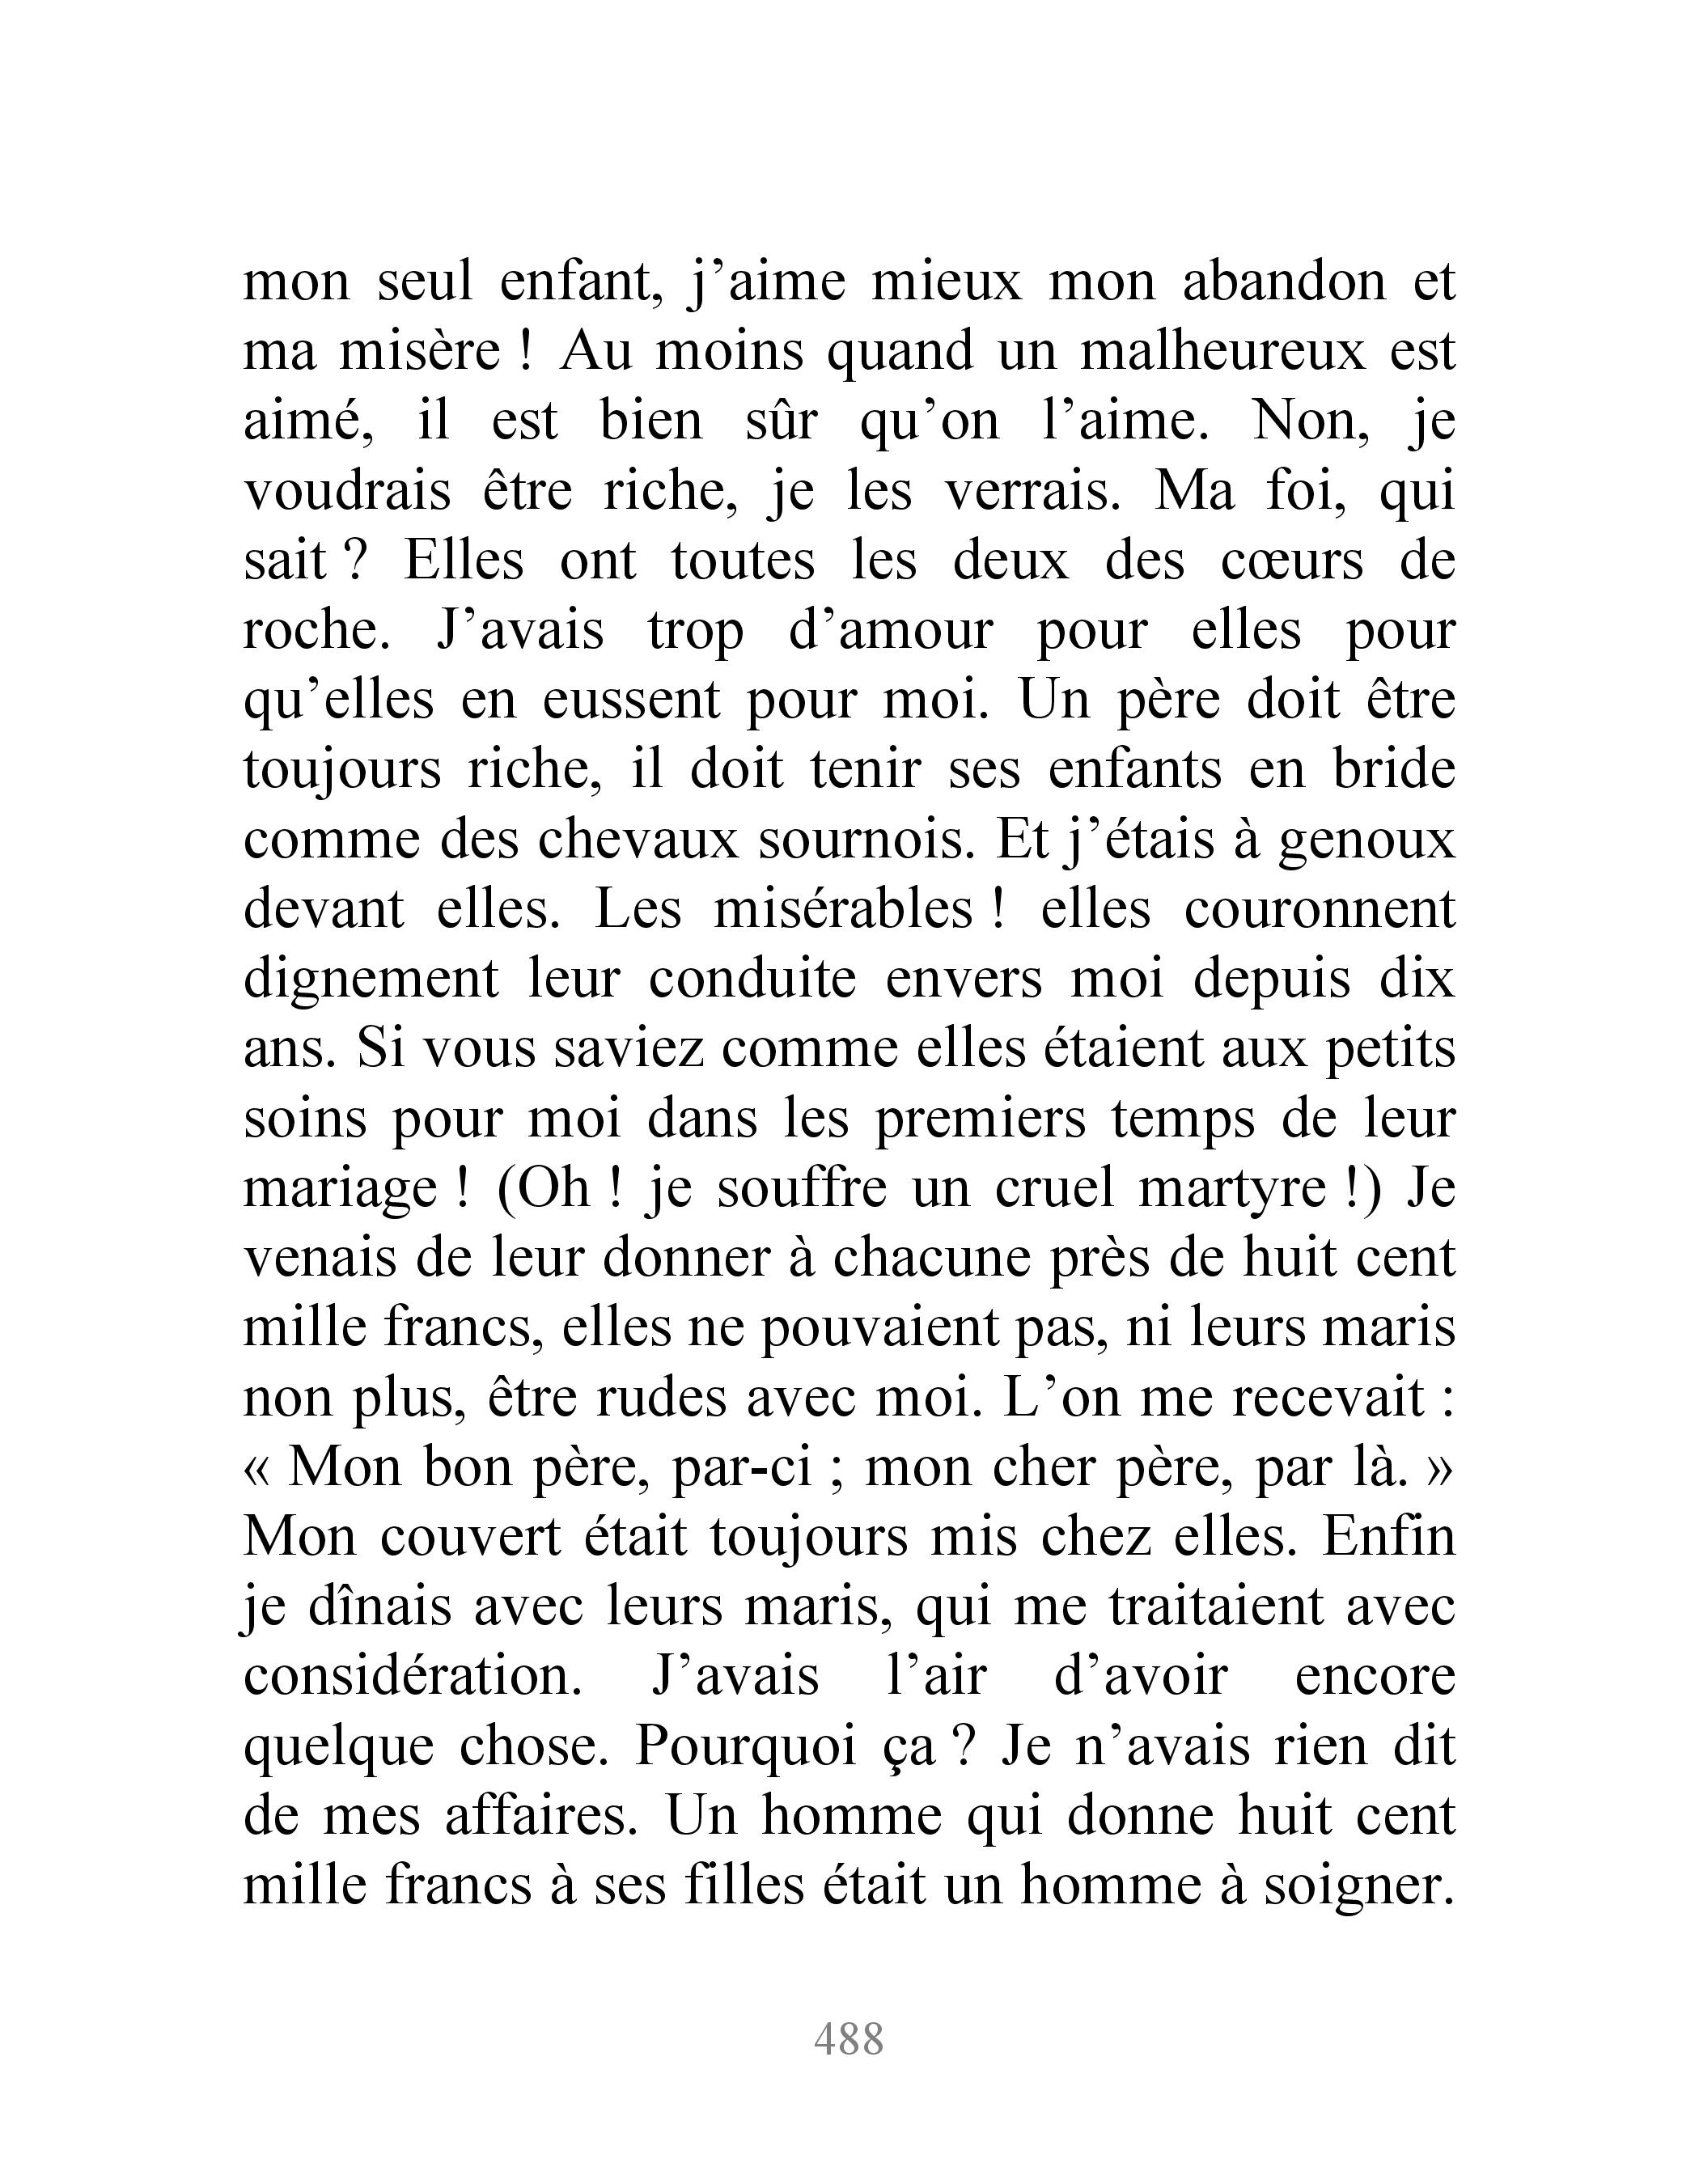 mon seul enfant, j’aime mieux mon abandon et
ma misère ! Au moins quand un malheureux est
aimé, il est bien sûr qu’on l’aime. Non, je
voudrais être riche, je les verrais. Ma foi, qui
sait ? Elles ont toutes les deux des cœurs de
roche. J’avais trop d’amour pour elles pour
qu’elles en eussent pour moi. Un père doit être
toujours riche, il doit tenir ses enfants en bride
comme des chevaux sournois. Et j’étais à genoux
devant elles. Les misérables ! elles couronnent
dignement leur conduite envers moi depuis dix
ans. Si vous saviez comme elles étaient aux petits
soins pour moi dans les premiers temps de leur
mariage ! (Oh ! je souffre un cruel martyre !) Je
venais de leur donner à chacune près de huit cent
mille francs, elles ne pouvaient pas, ni leurs maris
non plus, être rudes avec moi. L’on me recevait :
« Mon bon père, par-ci ; mon cher père, par là. »
Mon couvert était toujours mis chez elles. Enfin
je dînais avec leurs maris, qui me traitaient avec
considération. J’avais l’air d’avoir encore
quelque chose. Pourquoi ça ? Je n’avais rien dit
de mes affaires. Un homme qui donne huit cent
mille francs à ses filles était un homme à soigner.
488